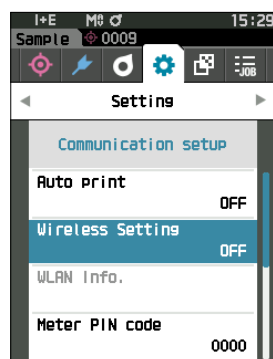 I+E M0 15:29
Sample 0009
-JOB
Setting
Communication setup
Auto print
OFF
Wireless Setting
OFF
WLAN Info.
Meter PIN code
0000